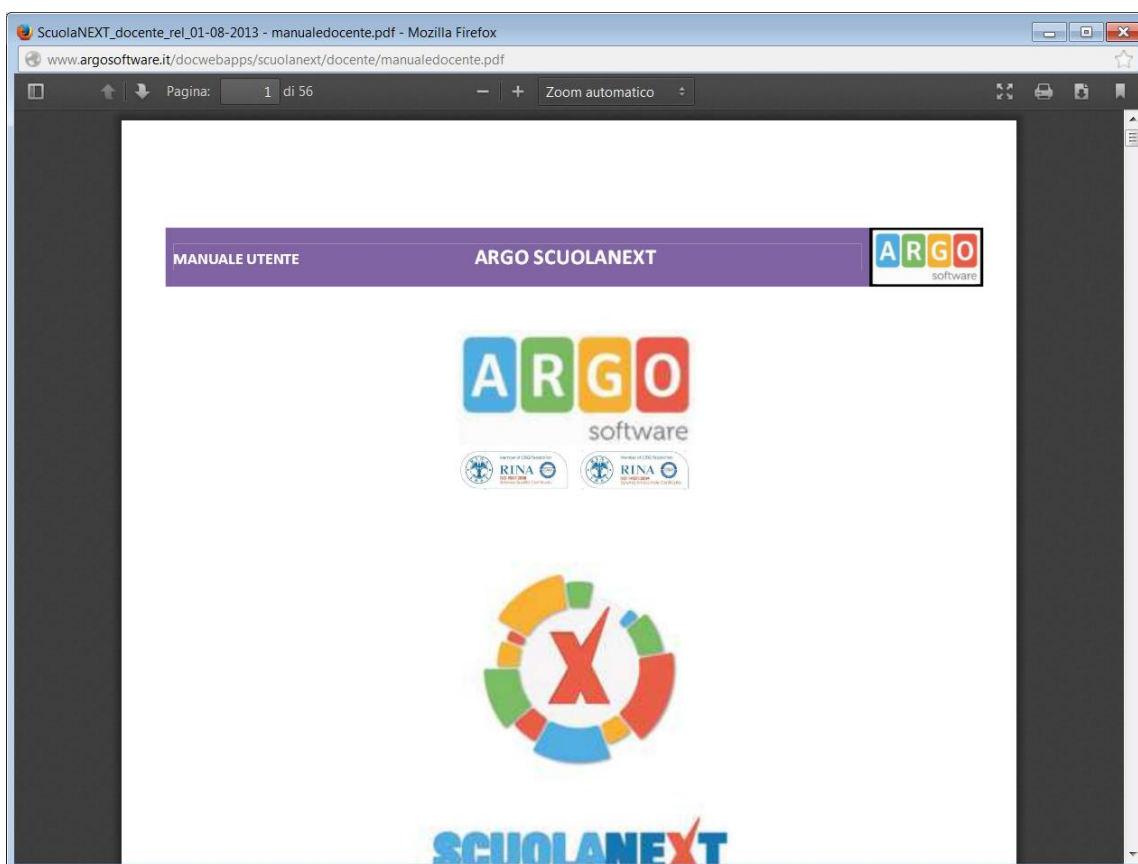 ScuolaNEXT_docente_rel_01-08-2013 - manualedocente.pdf - Mozilla Firefox
www.argosoftware.it/docwebapps/scuolanext/docente/manualedocente.pdf
Pagina: 1 di 56 Zoom automatico
MANUALE UTENTE ARGO SCUOLANEXT ARGO
software
ARGO
software
RINA RINA
X
SCUOLANEXT